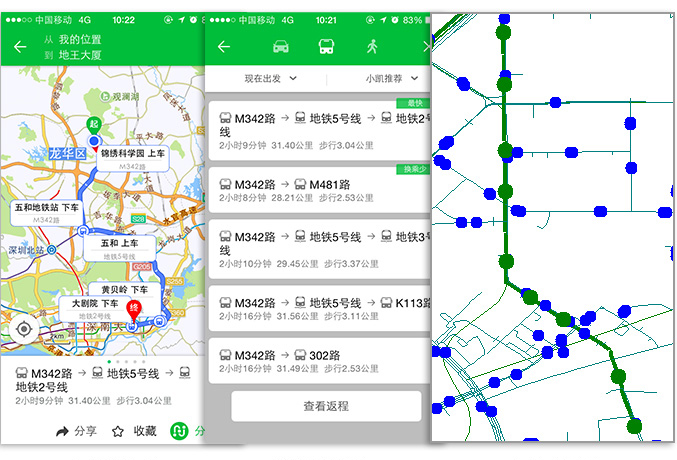 中国移动 4G 10:22
从 我的位置
到 地王大厦
观澜湖
起
龙华区
锦绣科学园 上车
M342路
五和地铁站 下车
M342路
S28
水官高速
五和 上车
地铁5号线
深圳北站
G205
黄贝岭 下车
大剧院 下车
地铁2号线
终
深南大
M342路 → 地铁5号线 →
地铁2号线
2小时9分钟 31.40公里 步行3.04公里
分享 收藏 分
中国移动 4G 10:21 83%
现在出发 小凯推荐
最快
M342路 → 地铁5号线 → 地铁2号
线
2小时9分钟 31.40公里 步行3.04公里
换乘少
M342路 → M481路
2小时8分钟 28.21公里 步行2.53公里
M342路 → 地铁5号线 → 地铁3号
线
2小时10分钟 29.45公里 步行3.37公里
M342路 → 地铁5号线 → K113路
2小时16分钟 31.56公里 步行3.11公里
M342路 → 302路
2小时16分钟 31.49公里 步行2.53公里
查看返程